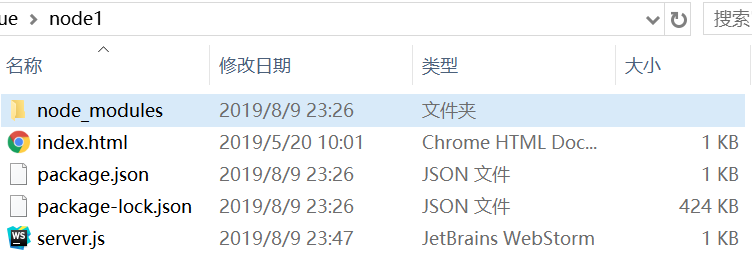 ue > node1 搜索
名称 修改日期 类型 大小
node_modules 2019/8/9 23:26 文件夹
index.html 2019/5/20 10:01 Chrome HTML Doc... 1 KB
package.json 2019/8/9 23:26 JSON 文件 1 KB
package-lock.json 2019/8/9 23:26 JSON 文件 424 KB
server.js 2019/8/9 23:47 JetBrains WebStorm 1 KB